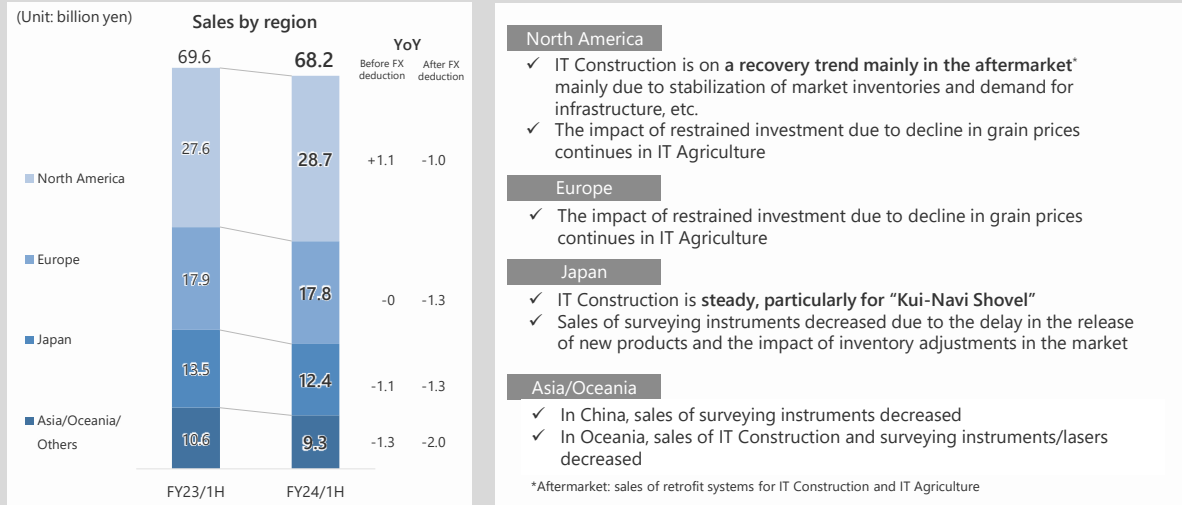 (Unit: billion yen)
Sales by region
YoY
Before FX
deduction
After FX
deduction
69.6
68.2
North America
27.6
28.7
+1.1
-1.0
Europe
17.9
17.8
-0
-1.3
Japan
13.5
12.4
-1.1
-1.3
Asia/Oceania/
Others
10.6
9.3
-1.3
-2.0
FY23/1H
FY24/1H
North America
✓ IT Construction is on a recovery trend mainly in the aftermarket*
mainly due to stabilization of market inventories and demand for
infrastructure, etc.
✓ The impact of restrained investment due to decline in grain prices
continues in IT Agriculture
Europe
✓ The impact of restrained investment due to decline in grain prices
continues in IT Agriculture
Japan
✓ IT Construction is steady, particularly for “Kui-Navi Shovel”
✓ Sales of surveying instruments decreased due to the delay in the release
of new products and the impact of inventory adjustments in the market
Asia/Oceania
✓ In China, sales of surveying instruments decreased
✓ In Oceania, sales of IT Construction and surveying instruments/lasers
decreased
*Aftermarket: sales of retrofit systems for IT Construction and IT Agriculture